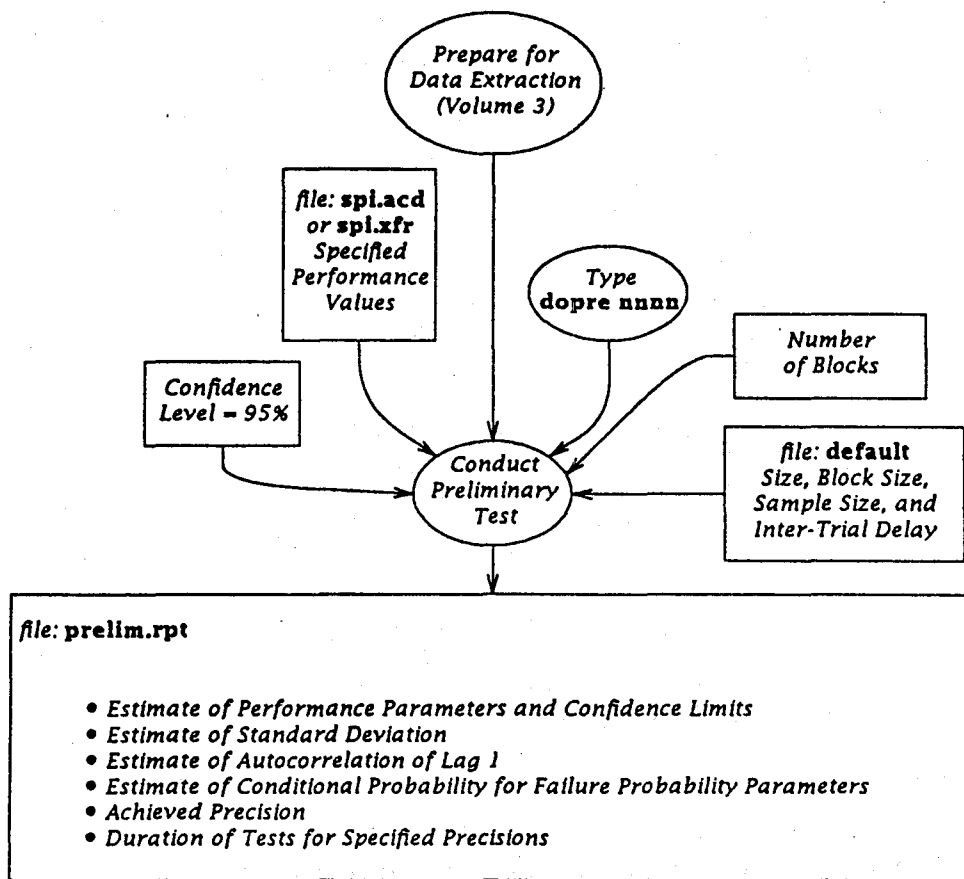 Prepare for
Data Extraction
(Volume 3)
file: spi.acd
or spi.xfr
Specified
Performance
Values
Type
dopre nnnn
Number
of Blocks
Confidence
Level = 95%
file: default
Size, Block Size,
Sample Size, and
Inter-Trial Delay
Conduct
Preliminary
Test
file: prelim.rpt
• Estimate of Performance Parameters and Confidence Limits
• Estimate of Standard Deviation
• Estimate of Autocorrelation of Lag 1
• Estimate of Conditional Probability for Failure Probability Parameters
• Achieved Precision
• Duration of Tests for Specified Precisions